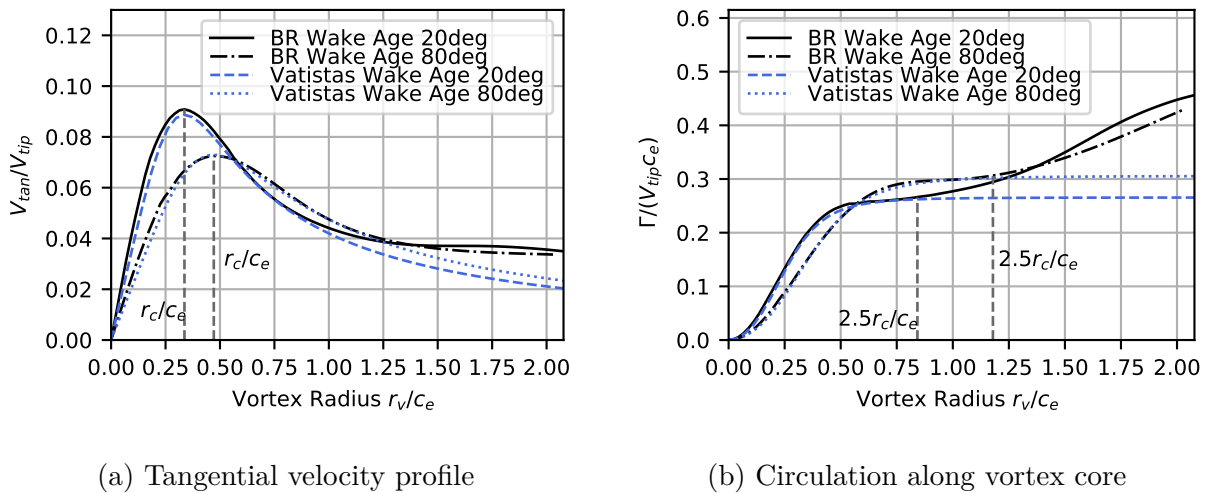 BR Wake Age 20deg
BR Wake Age 80deg
Vatistas Wake Age 20deg
Vatistas Wake Age 80deg
V_tan/V_tip
0.12
0.10
0.08
0.06
0.04
0.02
0.00
r_c/c_e
r_c/c_e
0.00 0.25 0.50 0.75 1.00 1.25 1.50 1.75 2.00
Vortex Radius r_v/c_e
(a) Tangential velocity profile
BR Wake Age 20deg
BR Wake Age 80deg
Vatistas Wake Age 20deg
Vatistas Wake Age 80deg
Γ/(V_tip c_e)
0.6
0.5
0.4
0.3
0.2
0.1
0.0
2.5r_c/c_e
2.5r_c/c_e
0.00 0.25 0.50 0.75 1.00 1.25 1.50 1.75 2.00
Vortex Radius r_v/c_e
(b) Circulation along vortex core